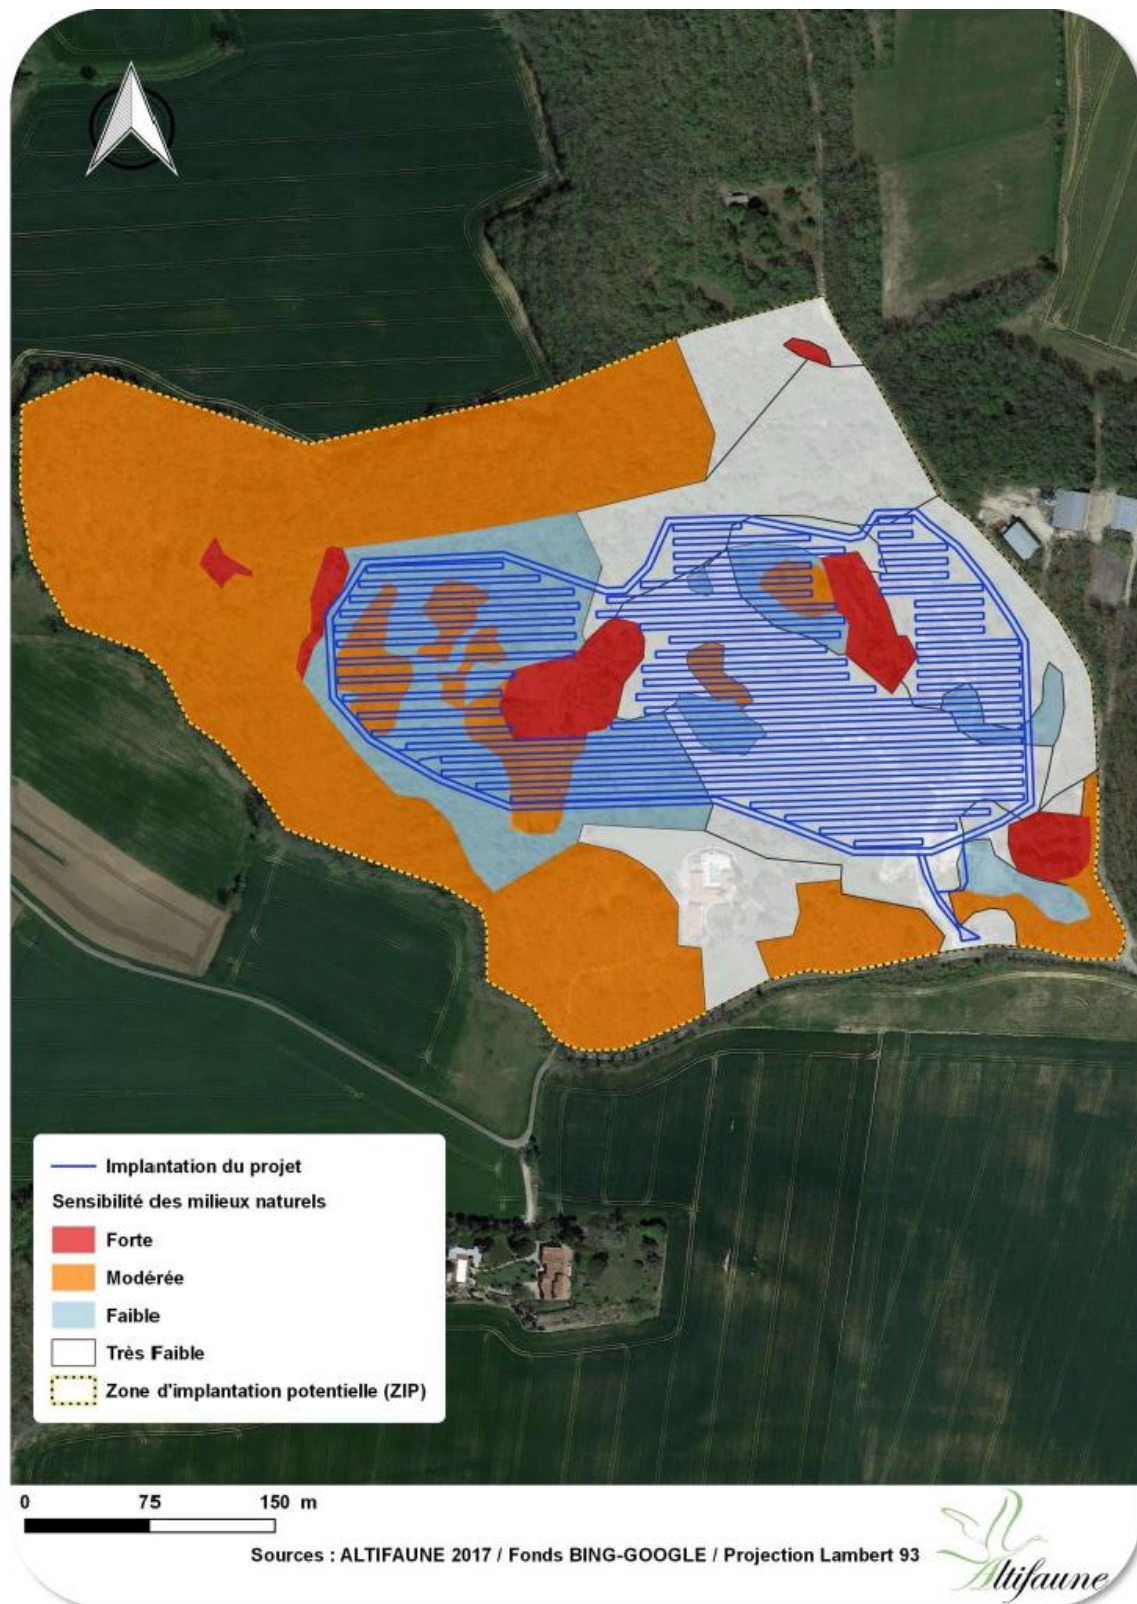 Implantation du projet
Sensibilité des milieux naturels
Forte
Modérée
Faible
Très Faible
Zone d'implantation potentielle (ZIP)
0 75 150 m
Sources : ALTIFAUNE 2017 / Fonds BING-GOOGLE / Projection Lambert 93
Altifaune